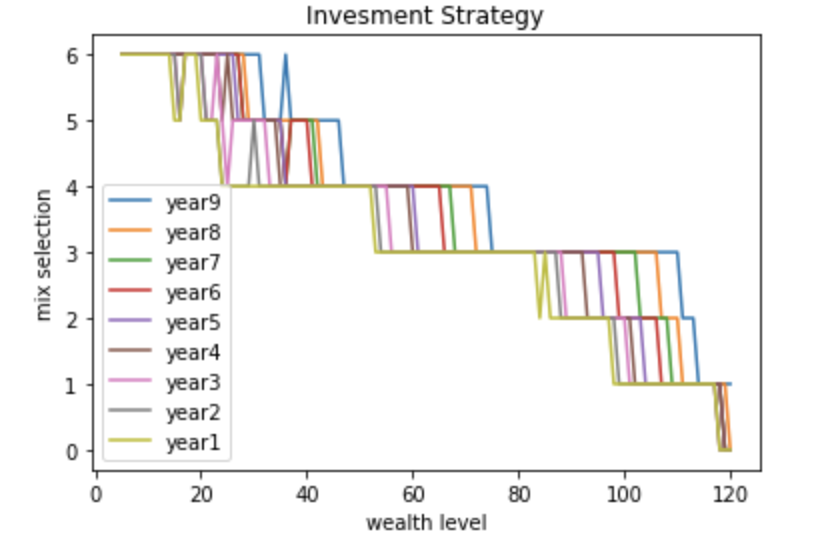 Invesment Strategy
6
5
4
3
2
1
0
mix selection
year9
year8
year7
year6
year5
year4
year3
year2
year1
0 20 40 60 80 100 120
wealth level